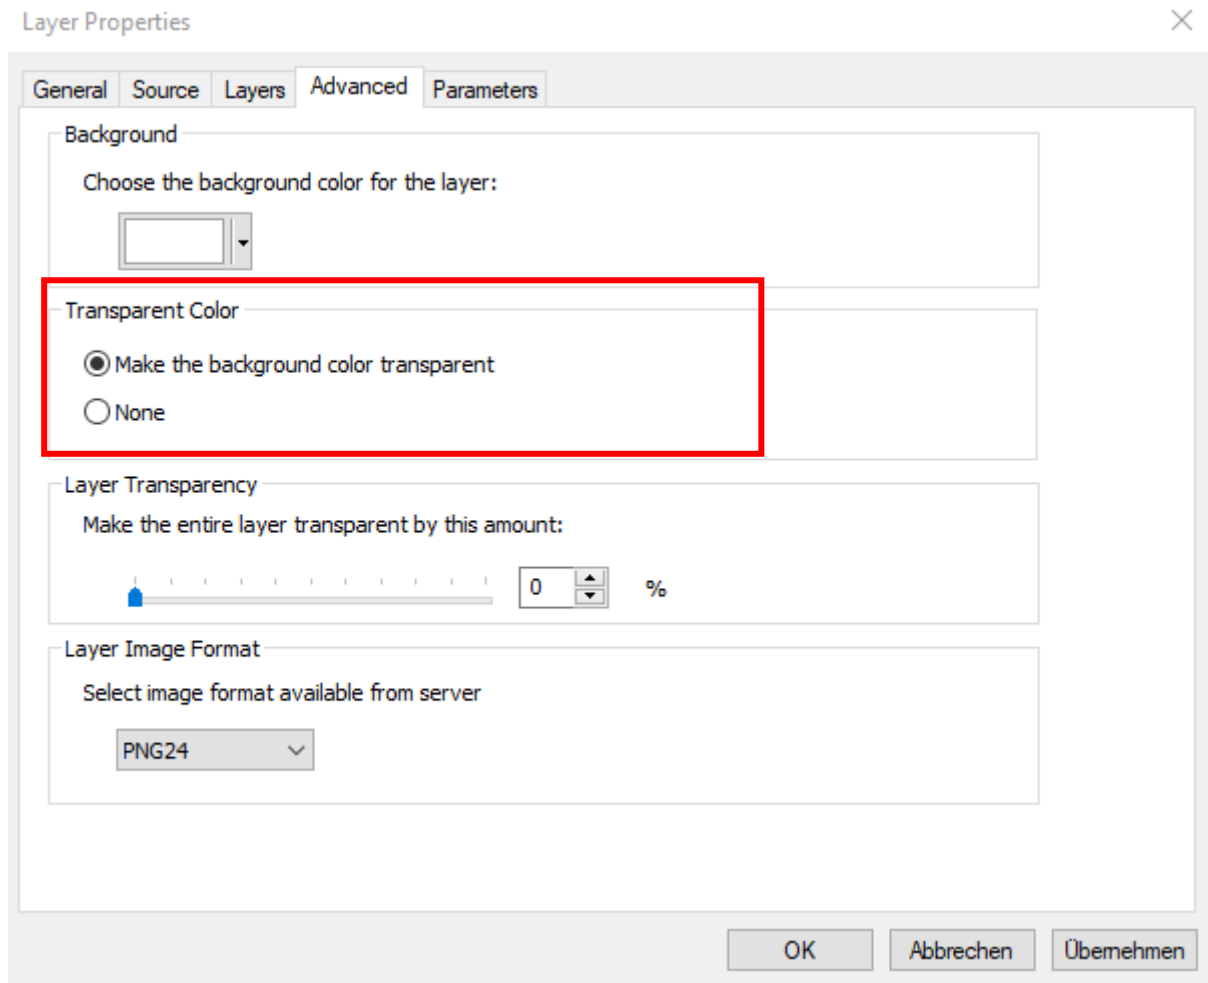 Layer Properties
General Source Layers Advanced Parameters
Background
Choose the background color for the layer:
Transparent Color
Make the background color transparent
None
Layer Transparency
Make the entire layer transparent by this amount:
0 %
Layer Image Format
Select image format available from server
PNG24
OK Abbrechen Übernehmen